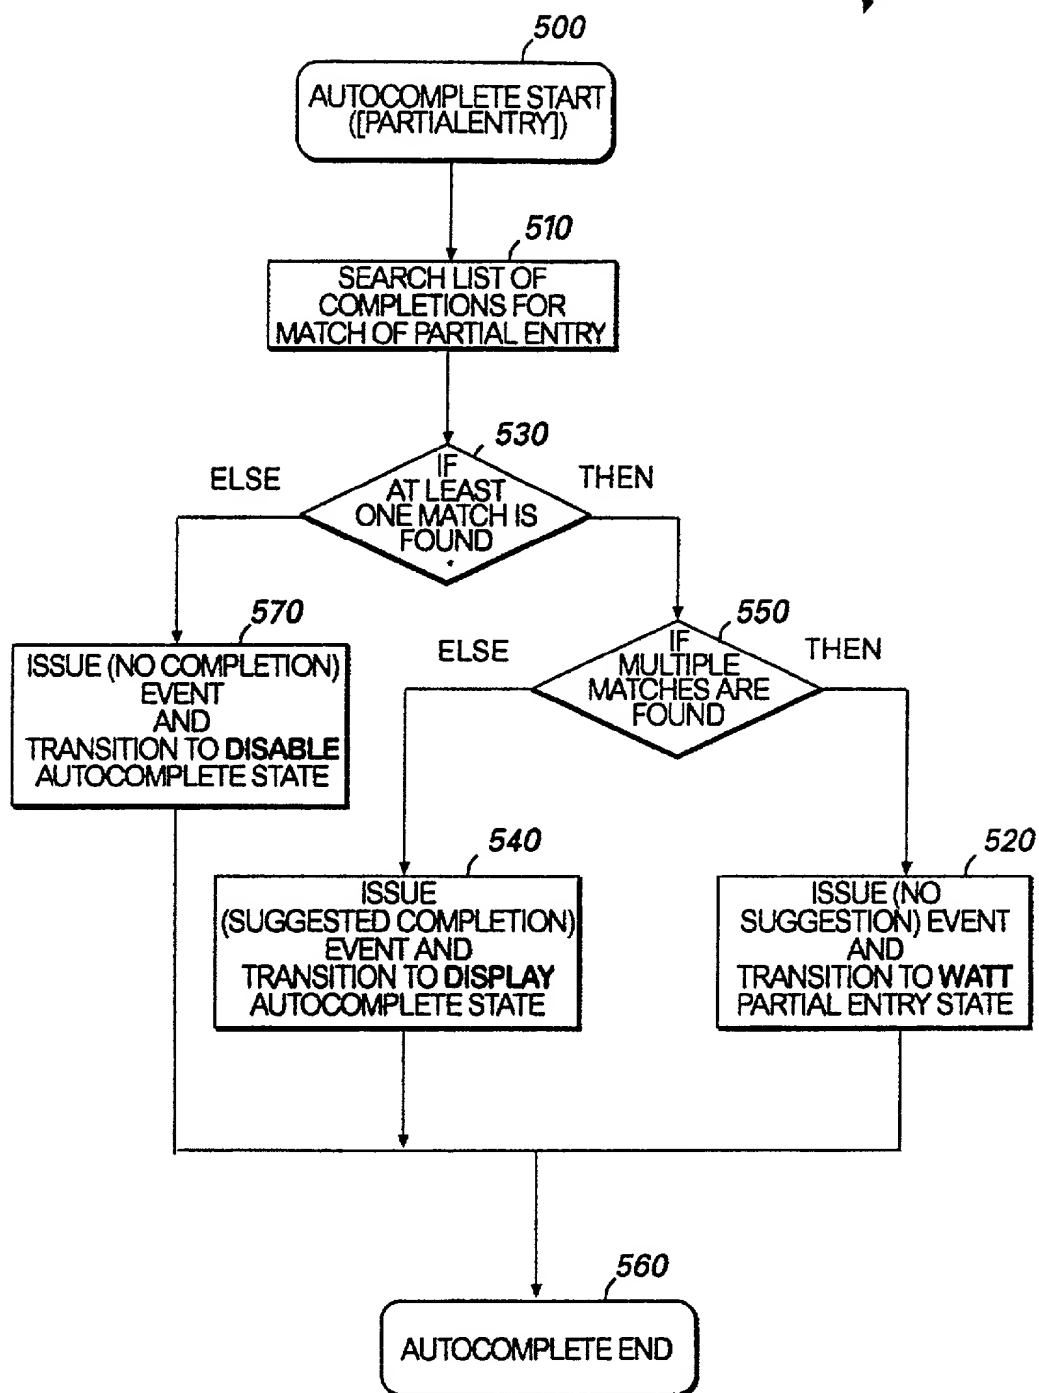 500
AUTOCOMPLETE START
([PARTIALENTRY])
510
SEARCH LIST OF
COMPLETIONS FOR
MATCH OF PARTIAL ENTRY
530
IF
AT LEAST
ONE MATCH IS
FOUND
ELSE
THEN
570
ISSUE (NO COMPLETION)
EVENT
AND
TRANSITION TO DISABLE
AUTOCOMPLETE STATE
550
IF
MULTIPLE
MATCHES ARE
FOUND
ELSE
THEN
540
ISSUE
(SUGGESTED COMPLETION)
EVENT AND
TRANSITION TO DISPLAY
AUTOCOMPLETE STATE
520
ISSUE (NO
SUGGESTION) EVENT
AND
TRANSITION TO WATT
PARTIAL ENTRY STATE
560
AUTOCOMPLETE END